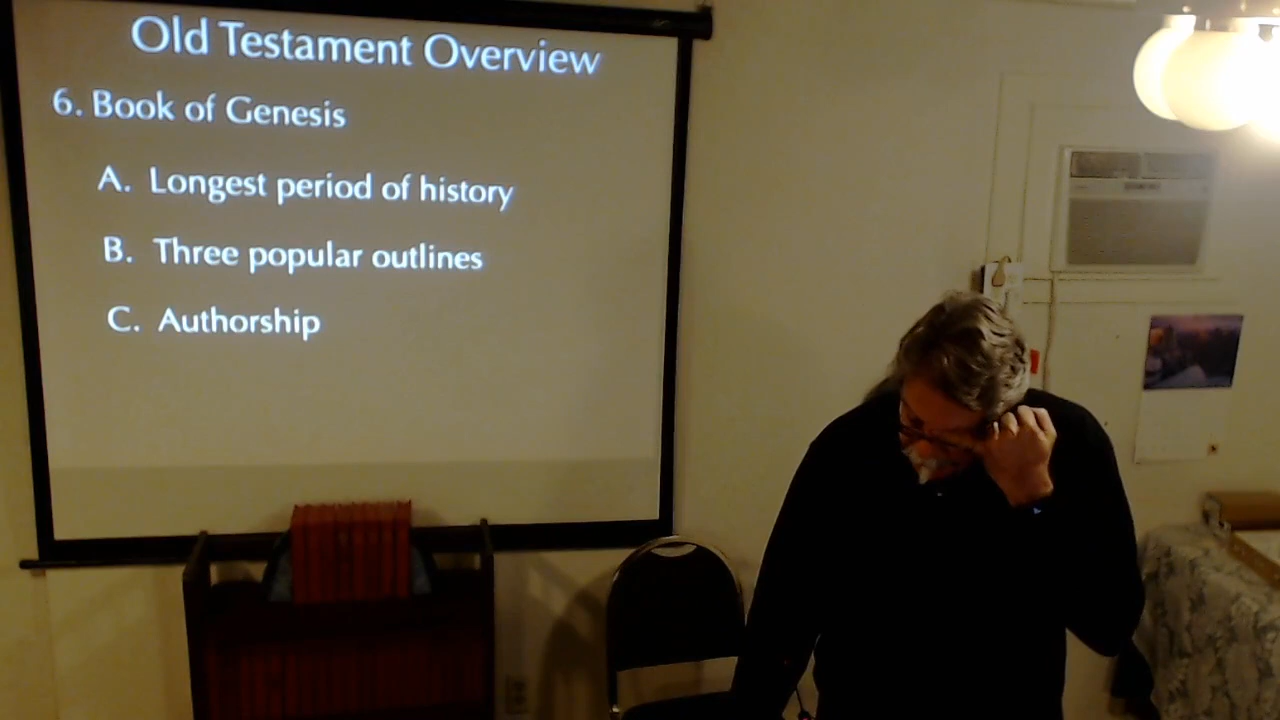 Old Testament Overview
6. Book of Genesis
A. Longest period of history
B. Three popular outlines
C. Authorship